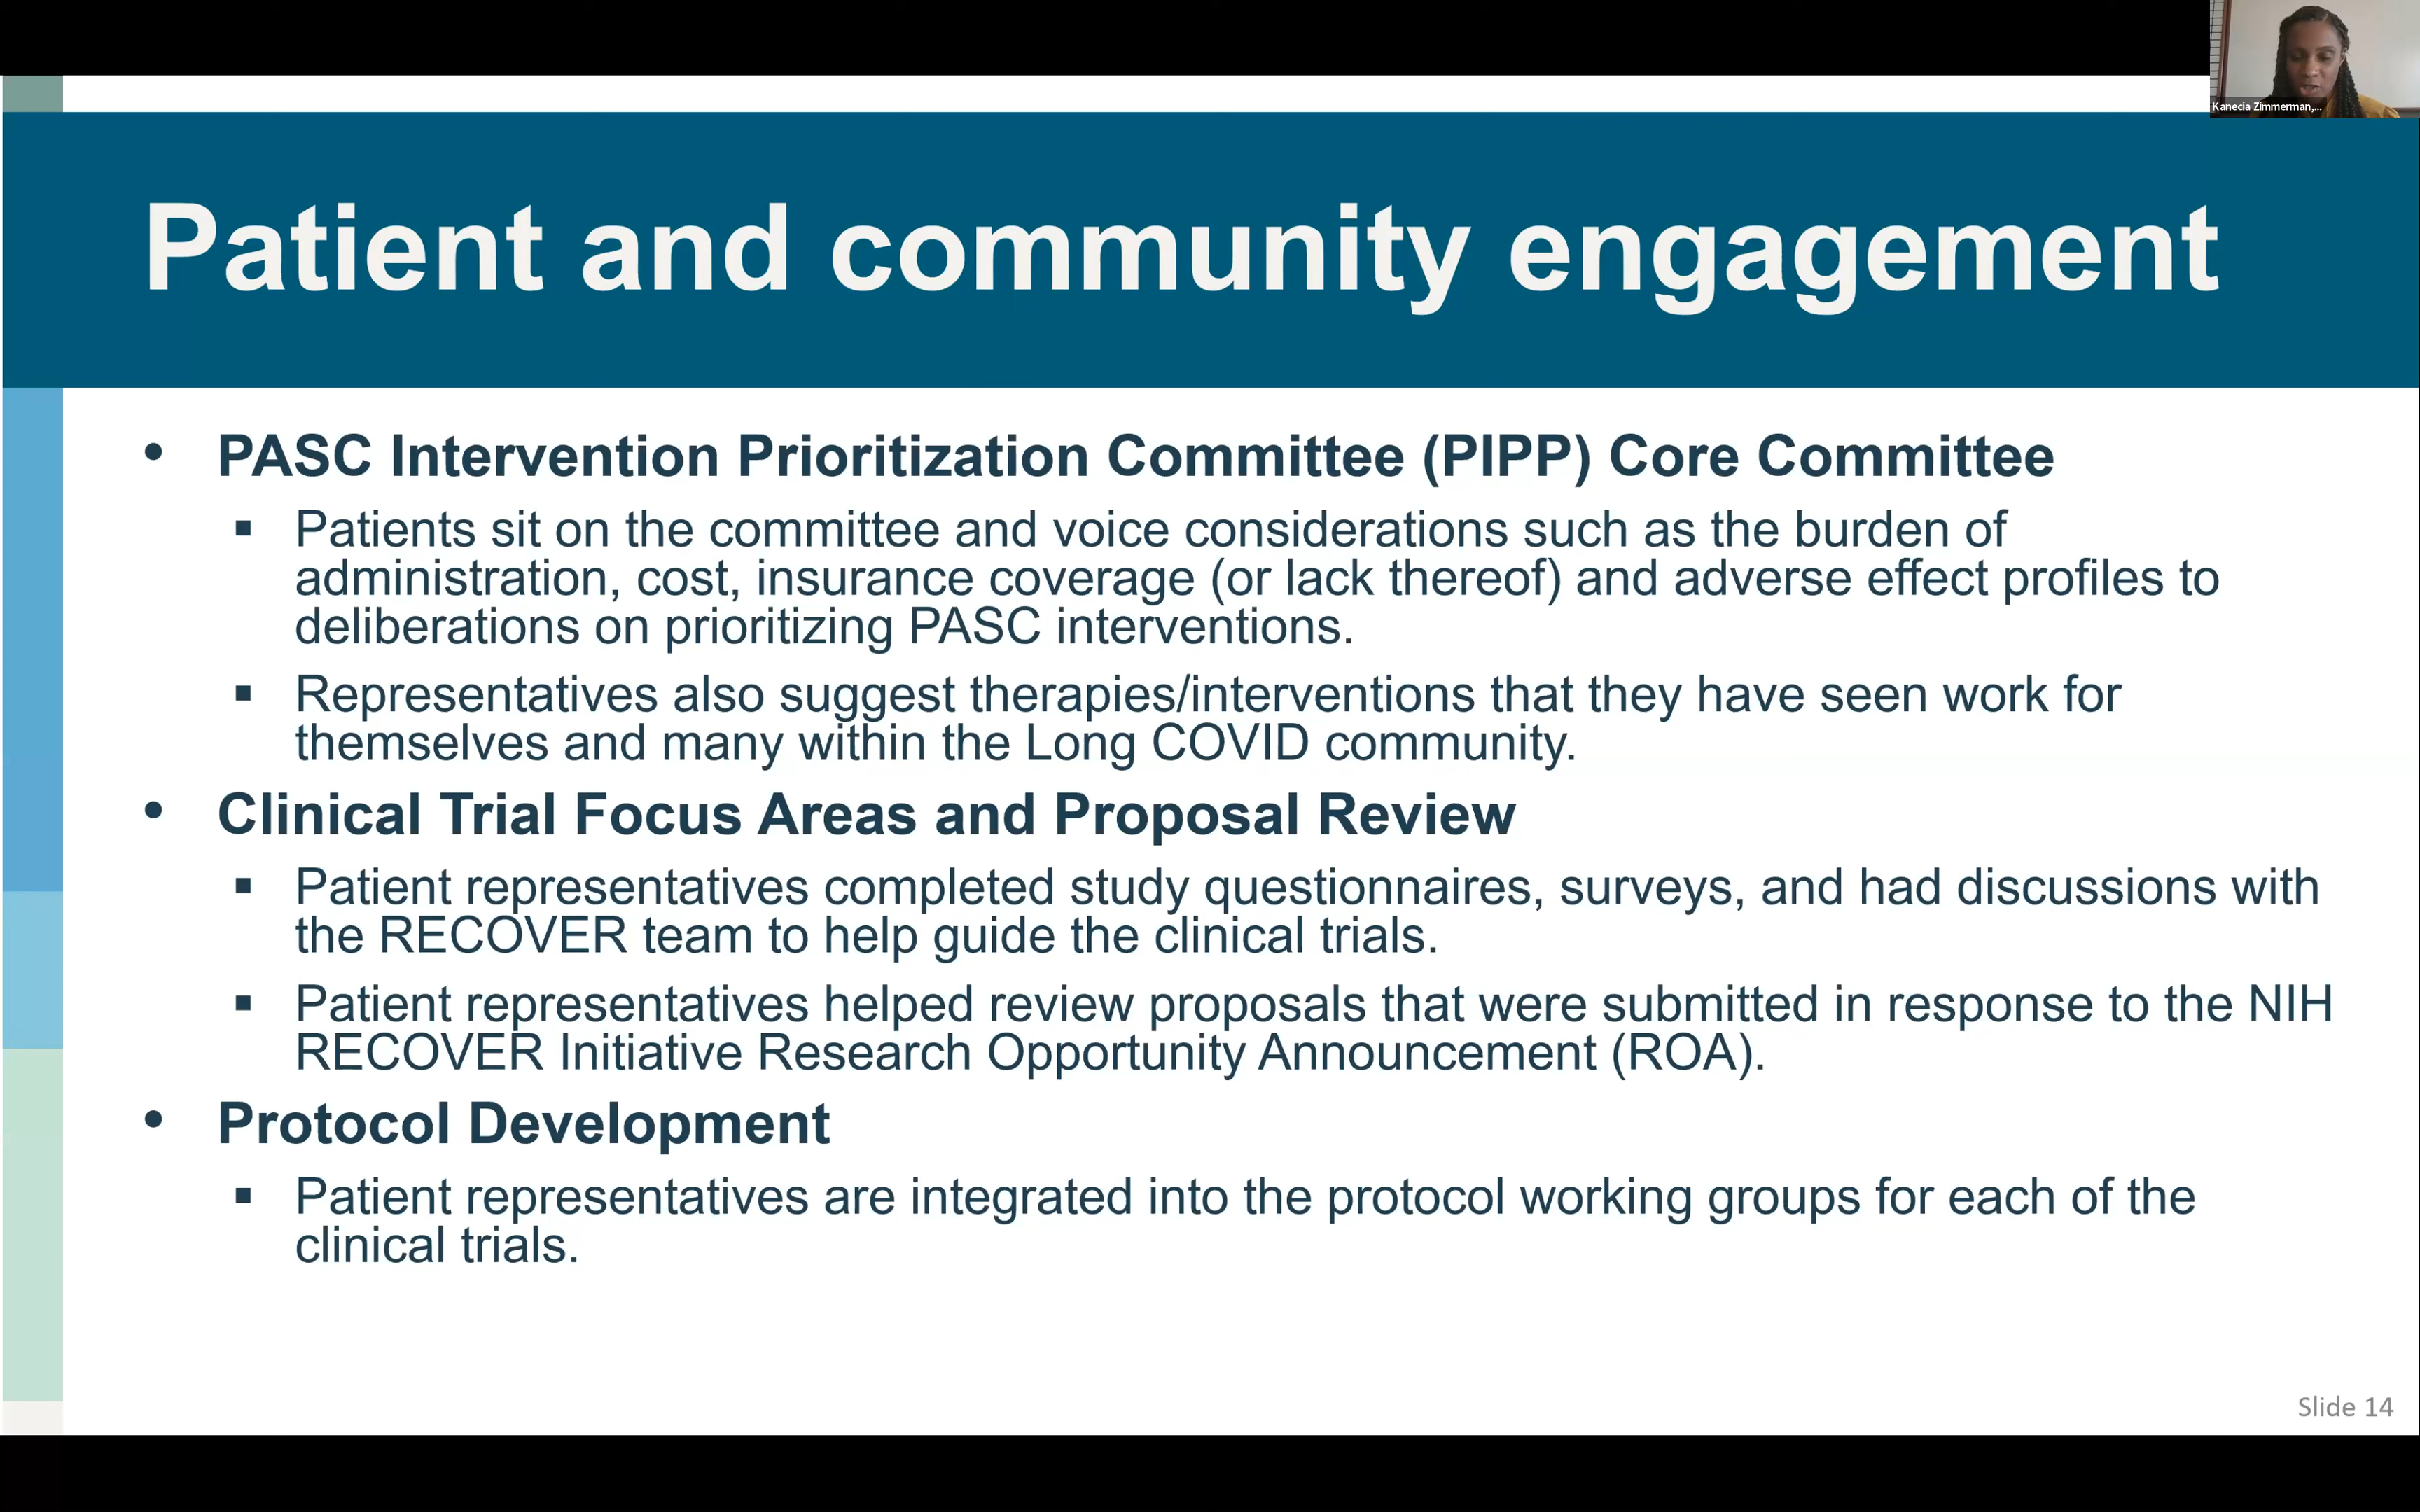 Kanecia Zimmerman,...
Patient and community engagement
• PASC Intervention Prioritization Committee (PIPP) Core Committee
▪ Patients sit on the committee and voice considerations such as the burden of
administration, cost, insurance coverage (or lack thereof) and adverse effect profiles to
deliberations on prioritizing PASC interventions.
▪ Representatives also suggest therapies/interventions that they have seen work for
themselves and many within the Long COVID community.
• Clinical Trial Focus Areas and Proposal Review
▪ Patient representatives completed study questionnaires, surveys, and had discussions with
the RECOVER team to help guide the clinical trials.
▪ Patient representatives helped review proposals that were submitted in response to the NIH
RECOVER Initiative Research Opportunity Announcement (ROA).
• Protocol Development
▪ Patient representatives are integrated into the protocol working groups for each of the
clinical trials.
Slide 14